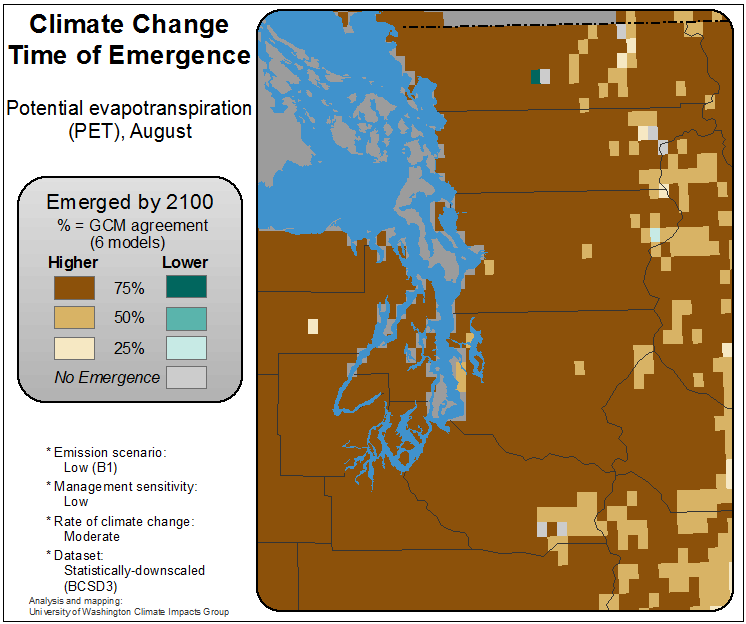 Climate Change
Time of Emergence
Potential evapotranspiration
(PET), August
Emerged by 2100
% = GCM agreement
(6 models)
Higher Lower
75%
50%
25%
No Emergence
* Emission scenario:
Low (B1)
* Management sensitivity:
Low
* Rate of climate change:
Moderate
* Dataset:
Statistically-downscaled
(BCSD3)
Analysis and mapping:
University of Washington Climate Impacts Group